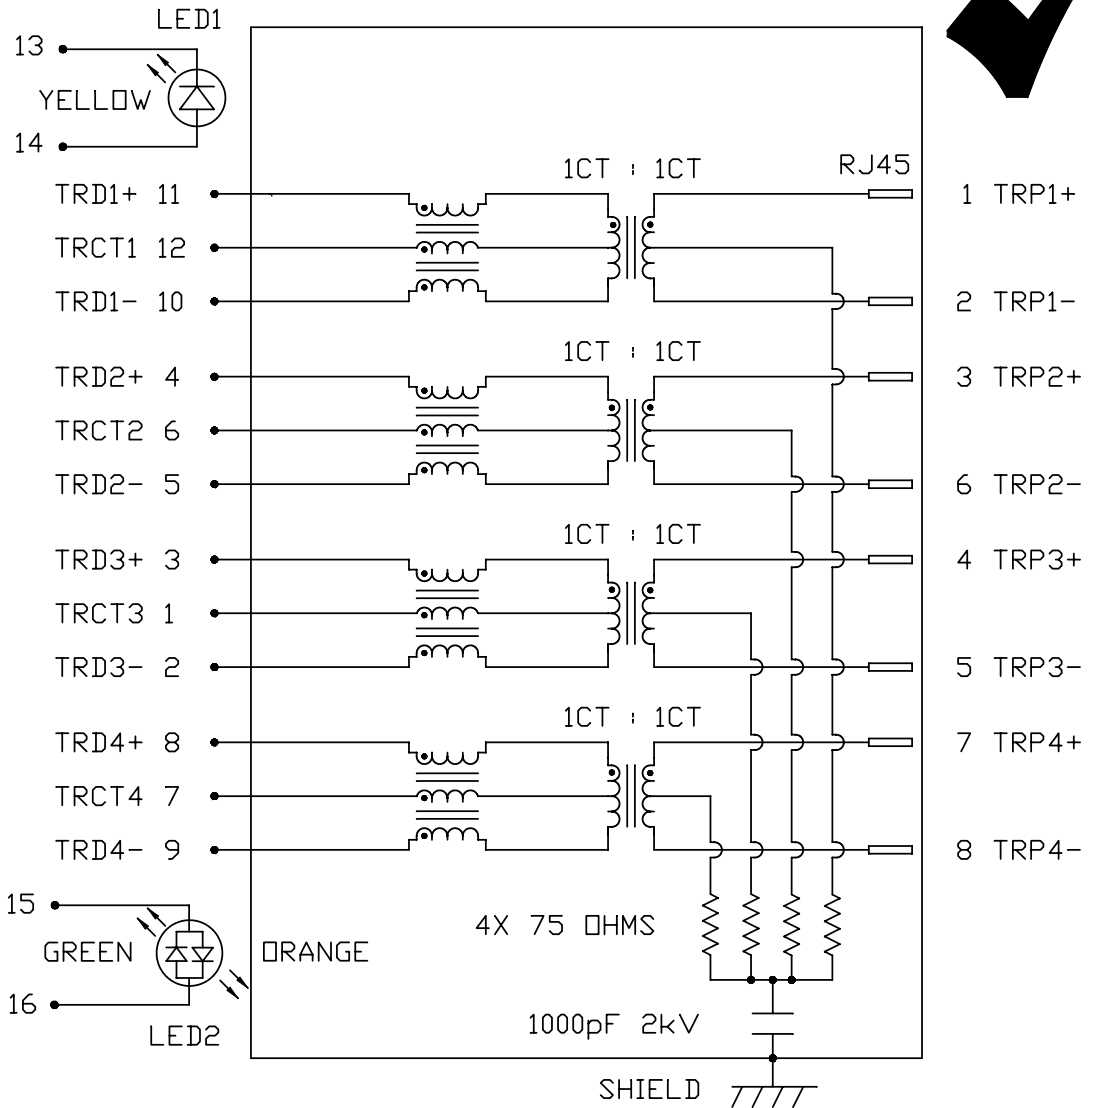 LED1
13
YELLOW
14
1CT : 1CT RJ45
TRD1+ 11 1 TRP1+
TRCT1 12
TRD1- 10 2 TRP1-
1CT : 1CT
TRD2+ 4 3 TRP2+
TRCT2 6
TRD2- 5 6 TRP2-
1CT : 1CT
TRD3+ 3 4 TRP3+
TRCT3 1
TRD3- 2 5 TRP3-
1CT : 1CT
TRD4+ 8 7 TRP4+
TRCT4 7
TRD4- 9 8 TRP4-
15
4X 75 OHMS
GREEN ORANGE
16
1000pF 2kV
LED2
SHIELD